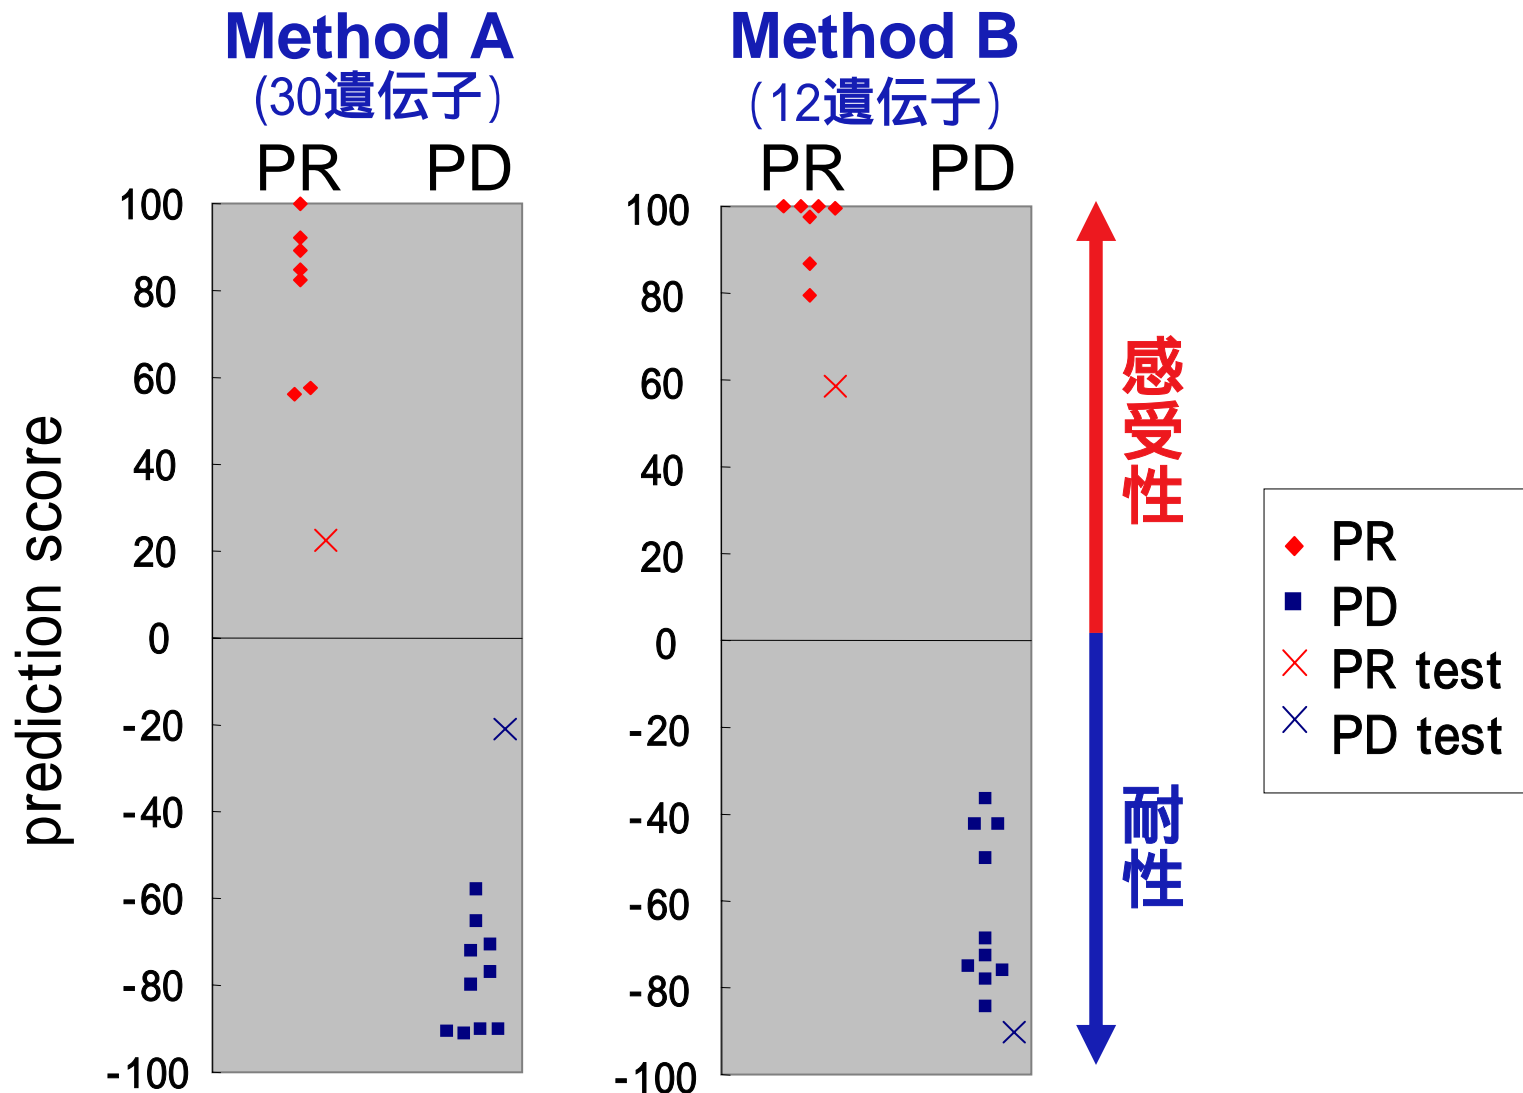 Method A
(30遺伝子)
PR PD
100
80
60
40
20
0
-20
-40
-60
-80
-100
prediction score
Method B
(12遺伝子)
PR PD
100
80
60
40
20
0
-20
-40
-60
-80
-100
感受性
耐性
PR
PD
PR test
PD test